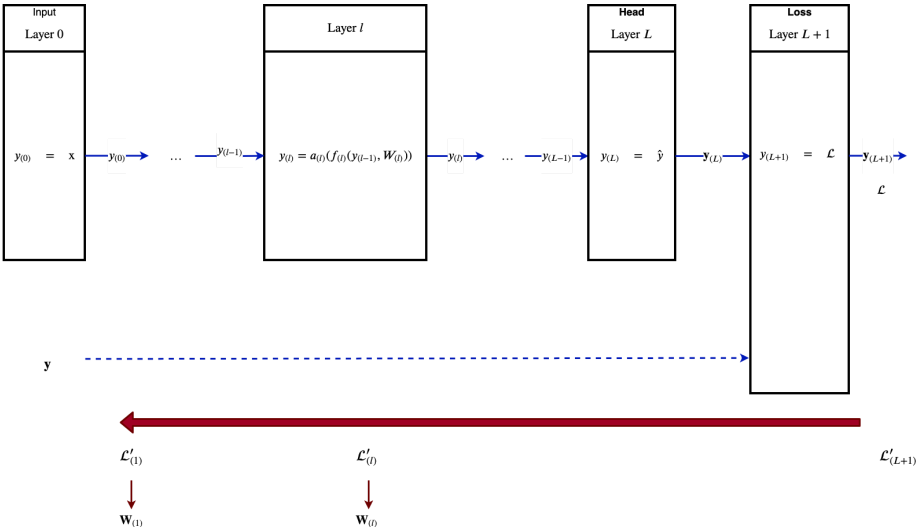 Input
Layer 0
Layer l
Head
Layer L
Loss
Layer L + 1
y(0) = x
y(0)
...
y(l−1)
y(l) = a(l)(f(l)(y(l−1), W(l)))
y(l)
...
y(L−1)
y(L) = ŷ
y(L)
y(L+1) = ℒ
y(L+1)
ℒ
y
ℒ′(1)
ℒ′(l)
ℒ′(L+1)
W(1)
W(l)